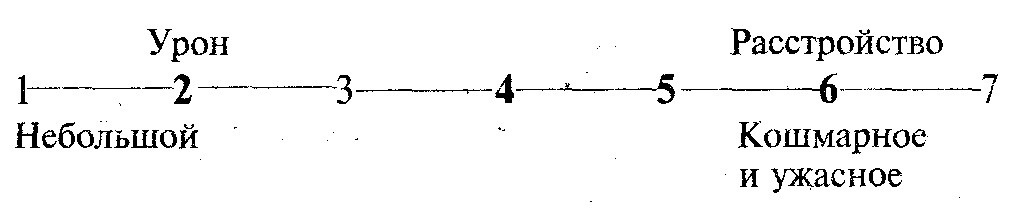 Урон Расстройство
1 2 3 4 5 6 7
Небольшой Кошмарное
и ужасное